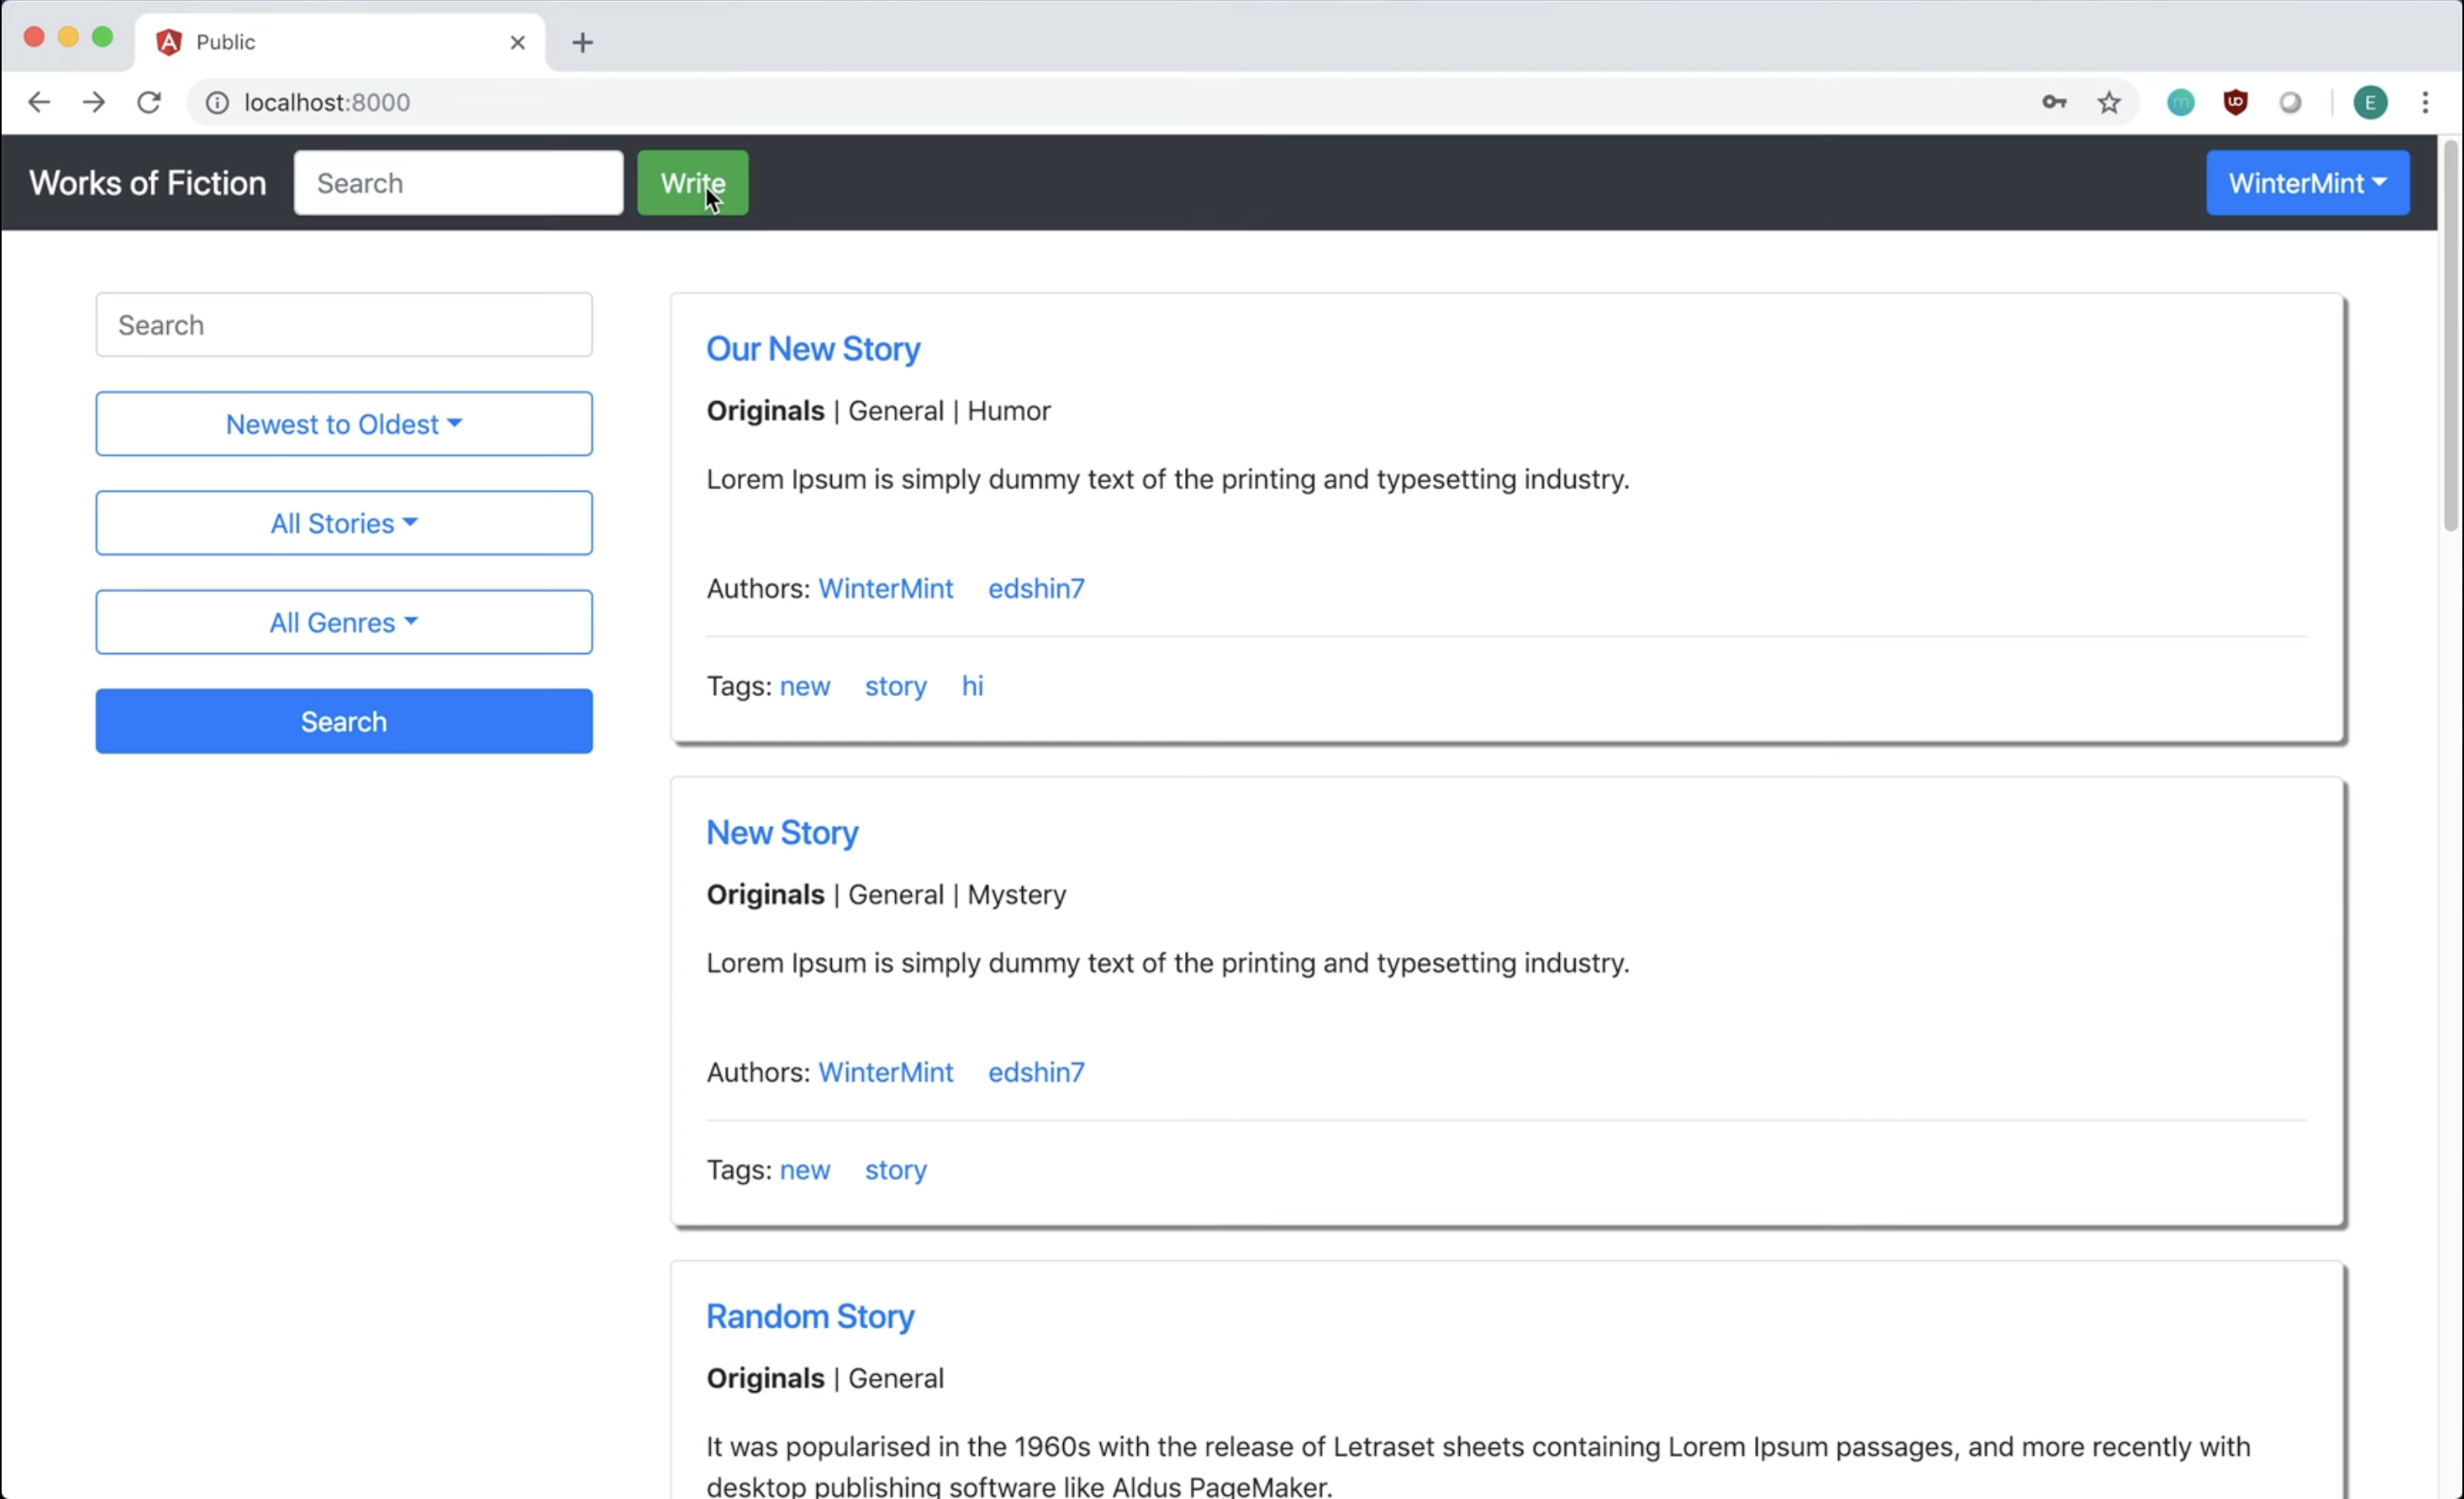 Public
localhost:8000
E
Works of Fiction Search Write WinterMint
Search
Newest to Oldest
All Stories
All Genres
Search
Our New Story
Originals | General | Humor
Lorem Ipsum is simply dummy text of the printing and typesetting industry.
Authors: WinterMint edshin7
Tags: new story hi
New Story
Originals | General | Mystery
Lorem Ipsum is simply dummy text of the printing and typesetting industry.
Authors: WinterMint edshin7
Tags: new story
Random Story
Originals | General
It was popularised in the 1960s with the release of Letraset sheets containing Lorem Ipsum passages, and more recently with
desktop publishing software like Aldus PageMaker.